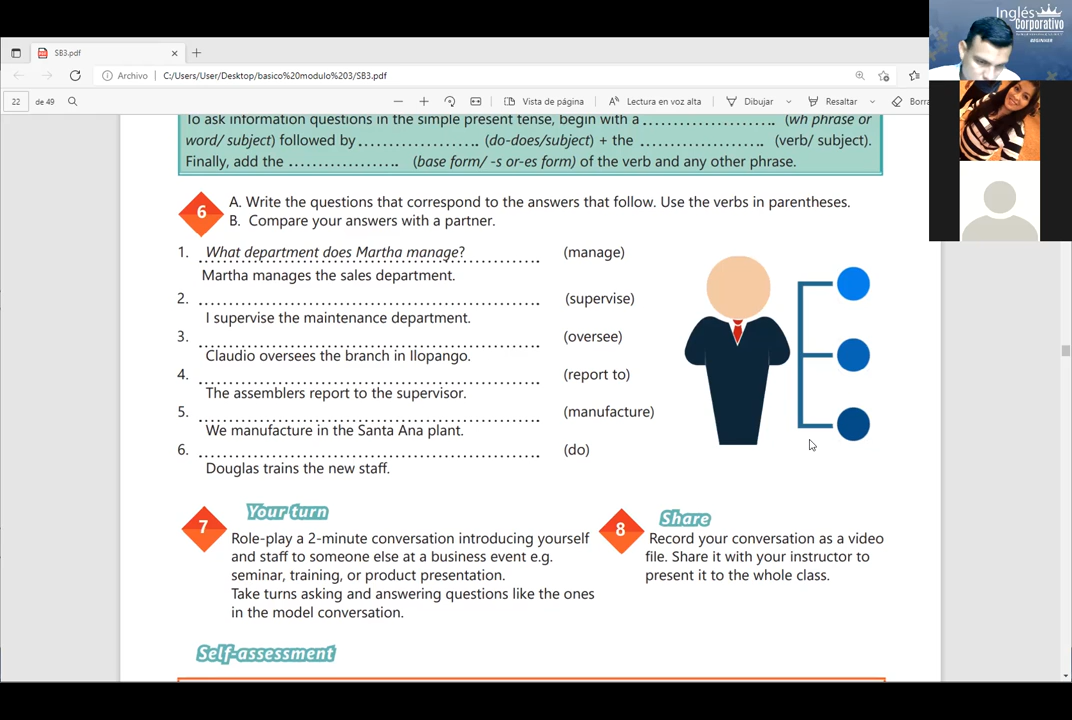 Inglés
Corporativo
BEGINNER
SB3.pdf
Archivo
C:/Users/User/Desktop/basico%20modulo%203/SB3.pdf
22 de 49
Vista de página
Lectura en voz alta
Dibujar
Resaltar
Borra
To ask information questions in the simple present tense, begin with a ........................ (wh phrase or
word/ subject) followed by ...................... (do-does/subject) + the ...................... (verb/ subject).
Finally, add the .................... (base form/ -s or-es form) of the verb and any other phrase.
6
A. Write the questions that correspond to the answers that follow. Use the verbs in parentheses.
B. Compare your answers with a partner.
1. What department does Martha manage? (manage)
Martha manages the sales department.
2. ............................................................ (supervise)
I supervise the maintenance department.
3. ............................................................ (oversee)
Claudio oversees the branch in Ilopango.
4. ............................................................ (report to)
The assemblers report to the supervisor.
5. ............................................................ (manufacture)
We manufacture in the Santa Ana plant.
6. ............................................................ (do)
Douglas trains the new staff.
7
Your turn
Role-play a 2-minute conversation introducing yourself
and staff to someone else at a business event e.g.
seminar, training, or product presentation.
Take turns asking and answering questions like the ones
in the model conversation.
8
Share
Record your conversation as a video
file. Share it with your instructor to
present it to the whole class.
Self-assessment